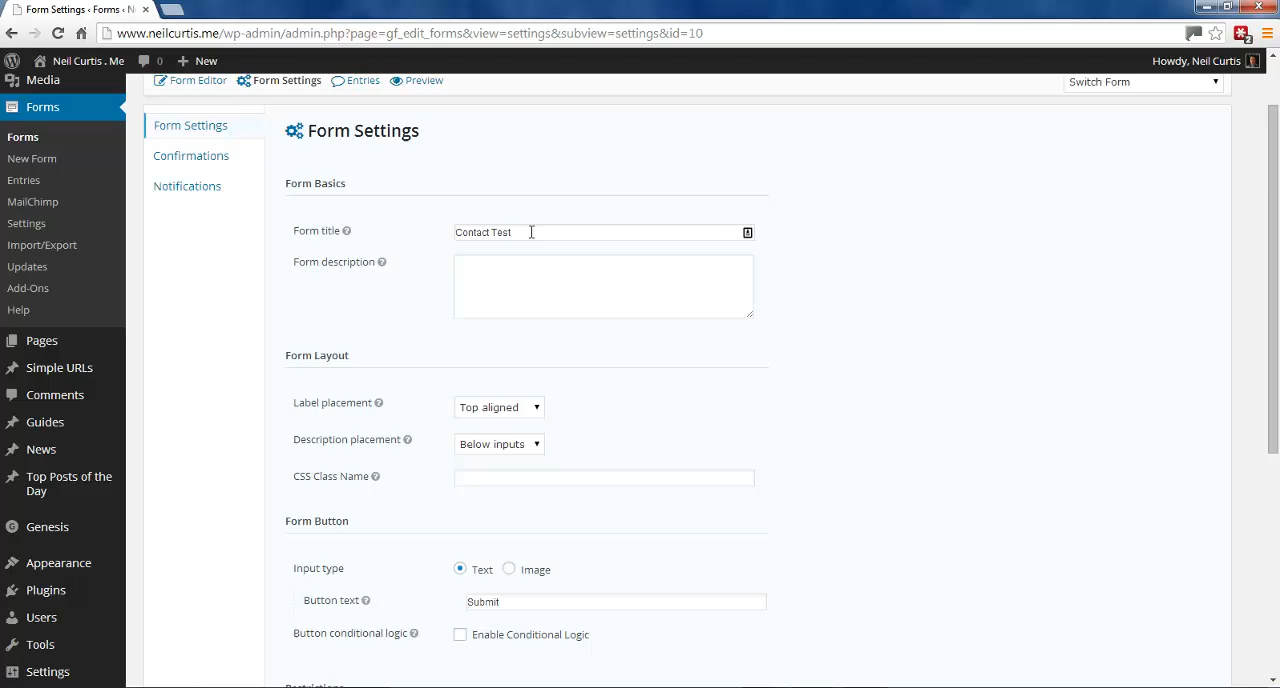 Form Settings ‹ Forms ‹ N
www.neilcurtis.me/wp-admin/admin.php?page=gf_edit_forms&view=settings&subview=settings&id=10
2
Neil Curtis . Me
0
New
Howdy, Neil Curtis
Media
Forms
Forms
New Form
Entries
MailChimp
Settings
Import/Export
Updates
Add-Ons
Help
Pages
Simple URLs
Comments
Guides
News
Top Posts of the
Day
Genesis
Appearance
Plugins
Users
Tools
Settings
Form Editor
Form Settings
Entries
Preview
Switch Form
Form Settings
Confirmations
Notifications
Form Settings
Form Basics
Form title
Contact Test
Form description
Form Layout
Label placement
Top aligned
Description placement
Below inputs
CSS Class Name
Form Button
Input type
Text
Image
Button text
Submit
Button conditional logic
Enable Conditional Logic